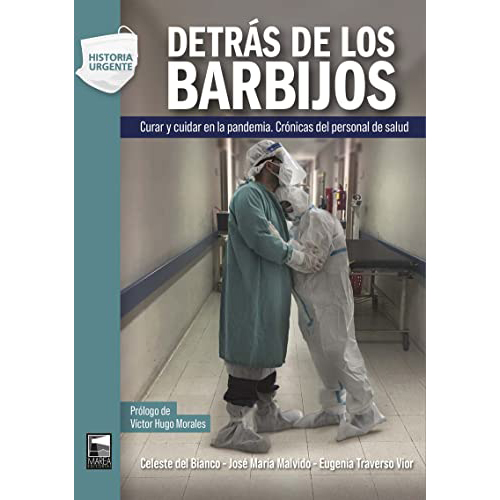 HISTORIA
URGENTE
DETRÁS DE LOS
BARBIJOS
Curar y cuidar en la pandemia. Crónicas del personal de salud
Prólogo de
Víctor Hugo Morales
MAREA
Celeste del Bianco - José María Malvido - Eugenia Traverso Vior